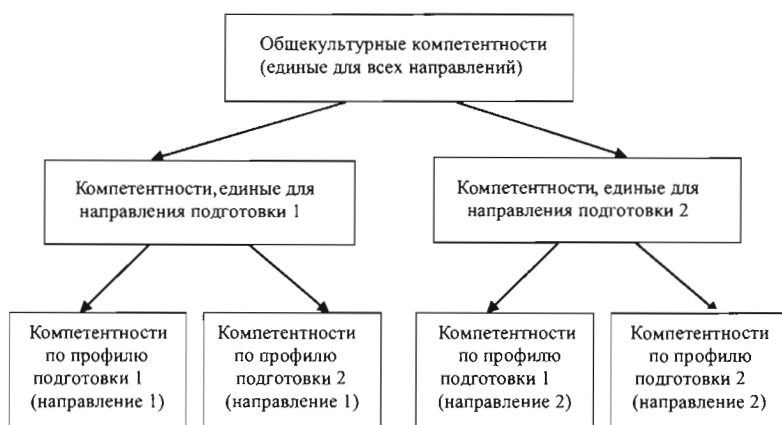 Общекультурные компетентности
(единые для всех направлений)
Компетентности, единые для
направления подготовки 1
Компетентности, единые для
направления подготовки 2
Компетентности
по профилю
подготовки 1
(направление 1)
Компетентности
по профилю
подготовки 2
(направление 1)
Компетентности
по профилю
подготовки 1
(направление 2)
Компетентности
по профилю
подготовки 2
(направление 2)